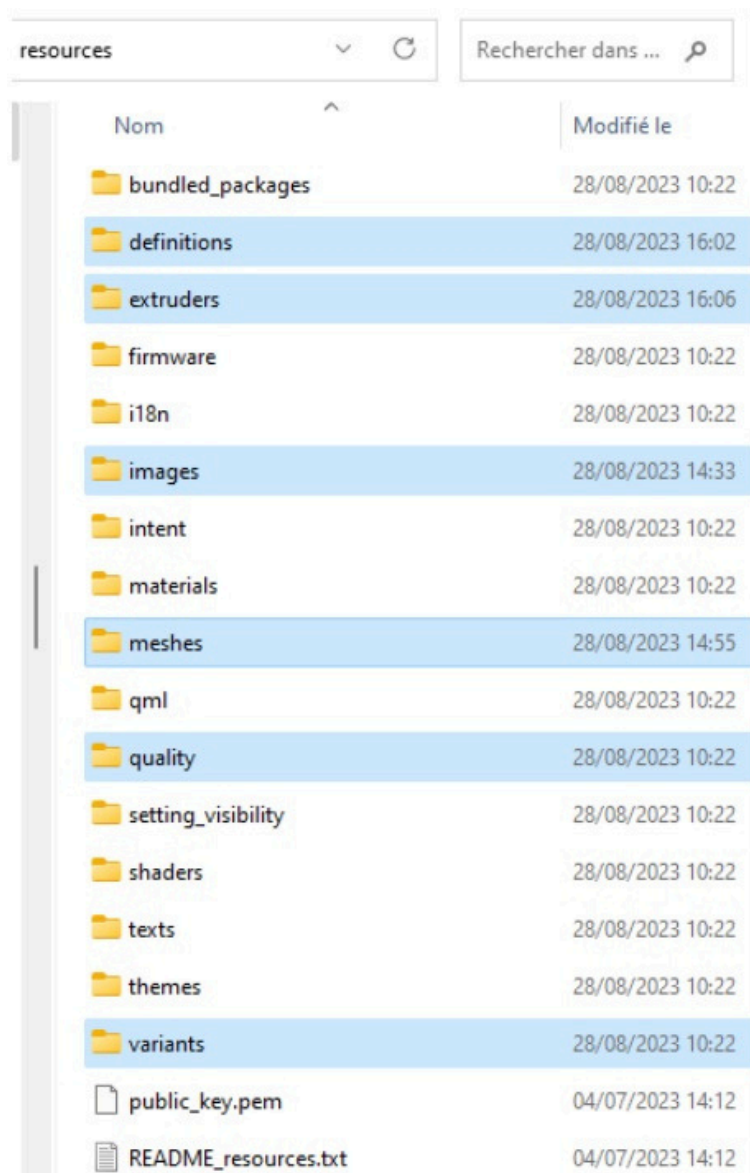 resources Rechercher dans ...
Nom Modifié le
bundled_packages 28/08/2023 10:22
definitions 28/08/2023 16:02
extruders 28/08/2023 16:06
firmware 28/08/2023 10:22
i18n 28/08/2023 10:22
images 28/08/2023 14:33
intent 28/08/2023 10:22
materials 28/08/2023 10:22
meshes 28/08/2023 14:55
qml 28/08/2023 10:22
quality 28/08/2023 10:22
setting_visibility 28/08/2023 10:22
shaders 28/08/2023 10:22
texts 28/08/2023 10:22
themes 28/08/2023 10:22
variants 28/08/2023 10:22
public_key.pem 04/07/2023 14:12
README_resources.txt 04/07/2023 14:12